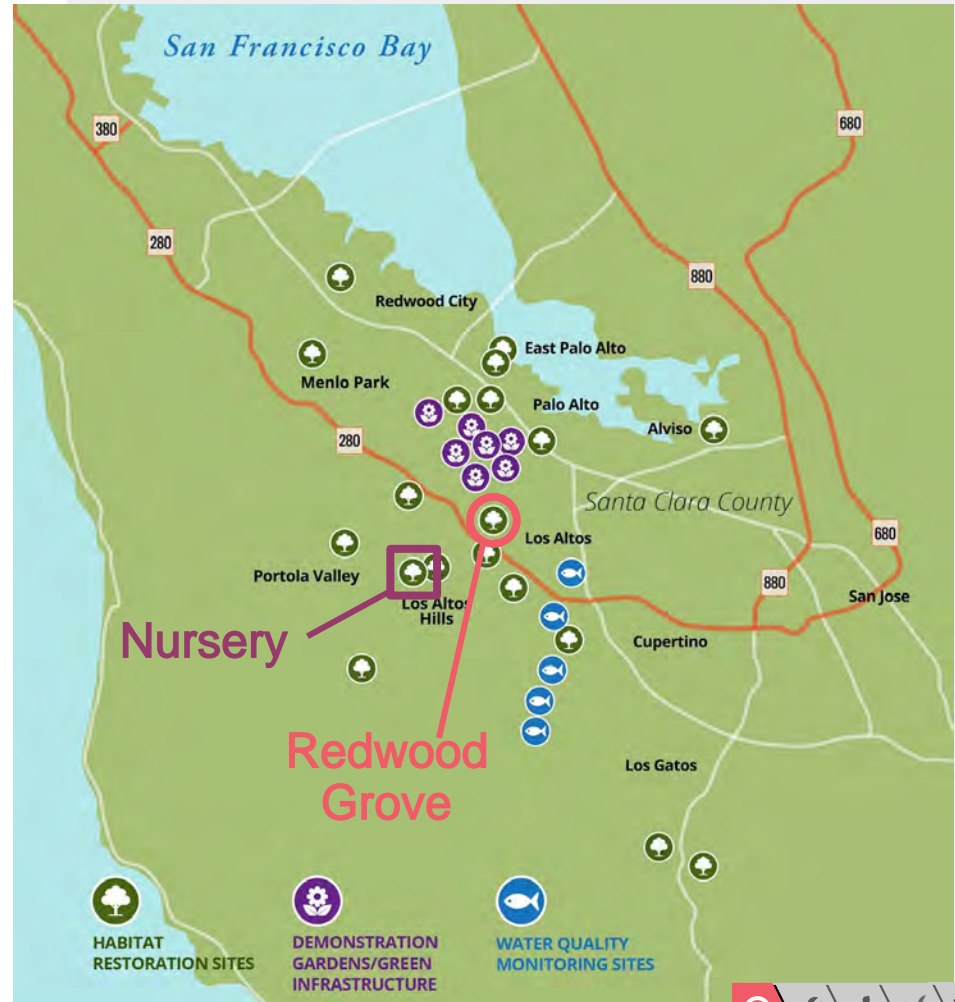 San Francisco Bay
380
680
280
880
Redwood City
East Palo Alto
Menlo Park
Palo Alto
Alviso
280
Santa Clara County
Los Altos
680
Portola Valley
880
San Jose
Los Altos
Hills
Nursery
Cupertino
Redwood
Grove
Los Gatos
HABITAT
RESTORATION SITES
DEMONSTRATION
GARDENS/GREEN
INFRASTRUCTURE
WATER QUALITY
MONITORING SITES